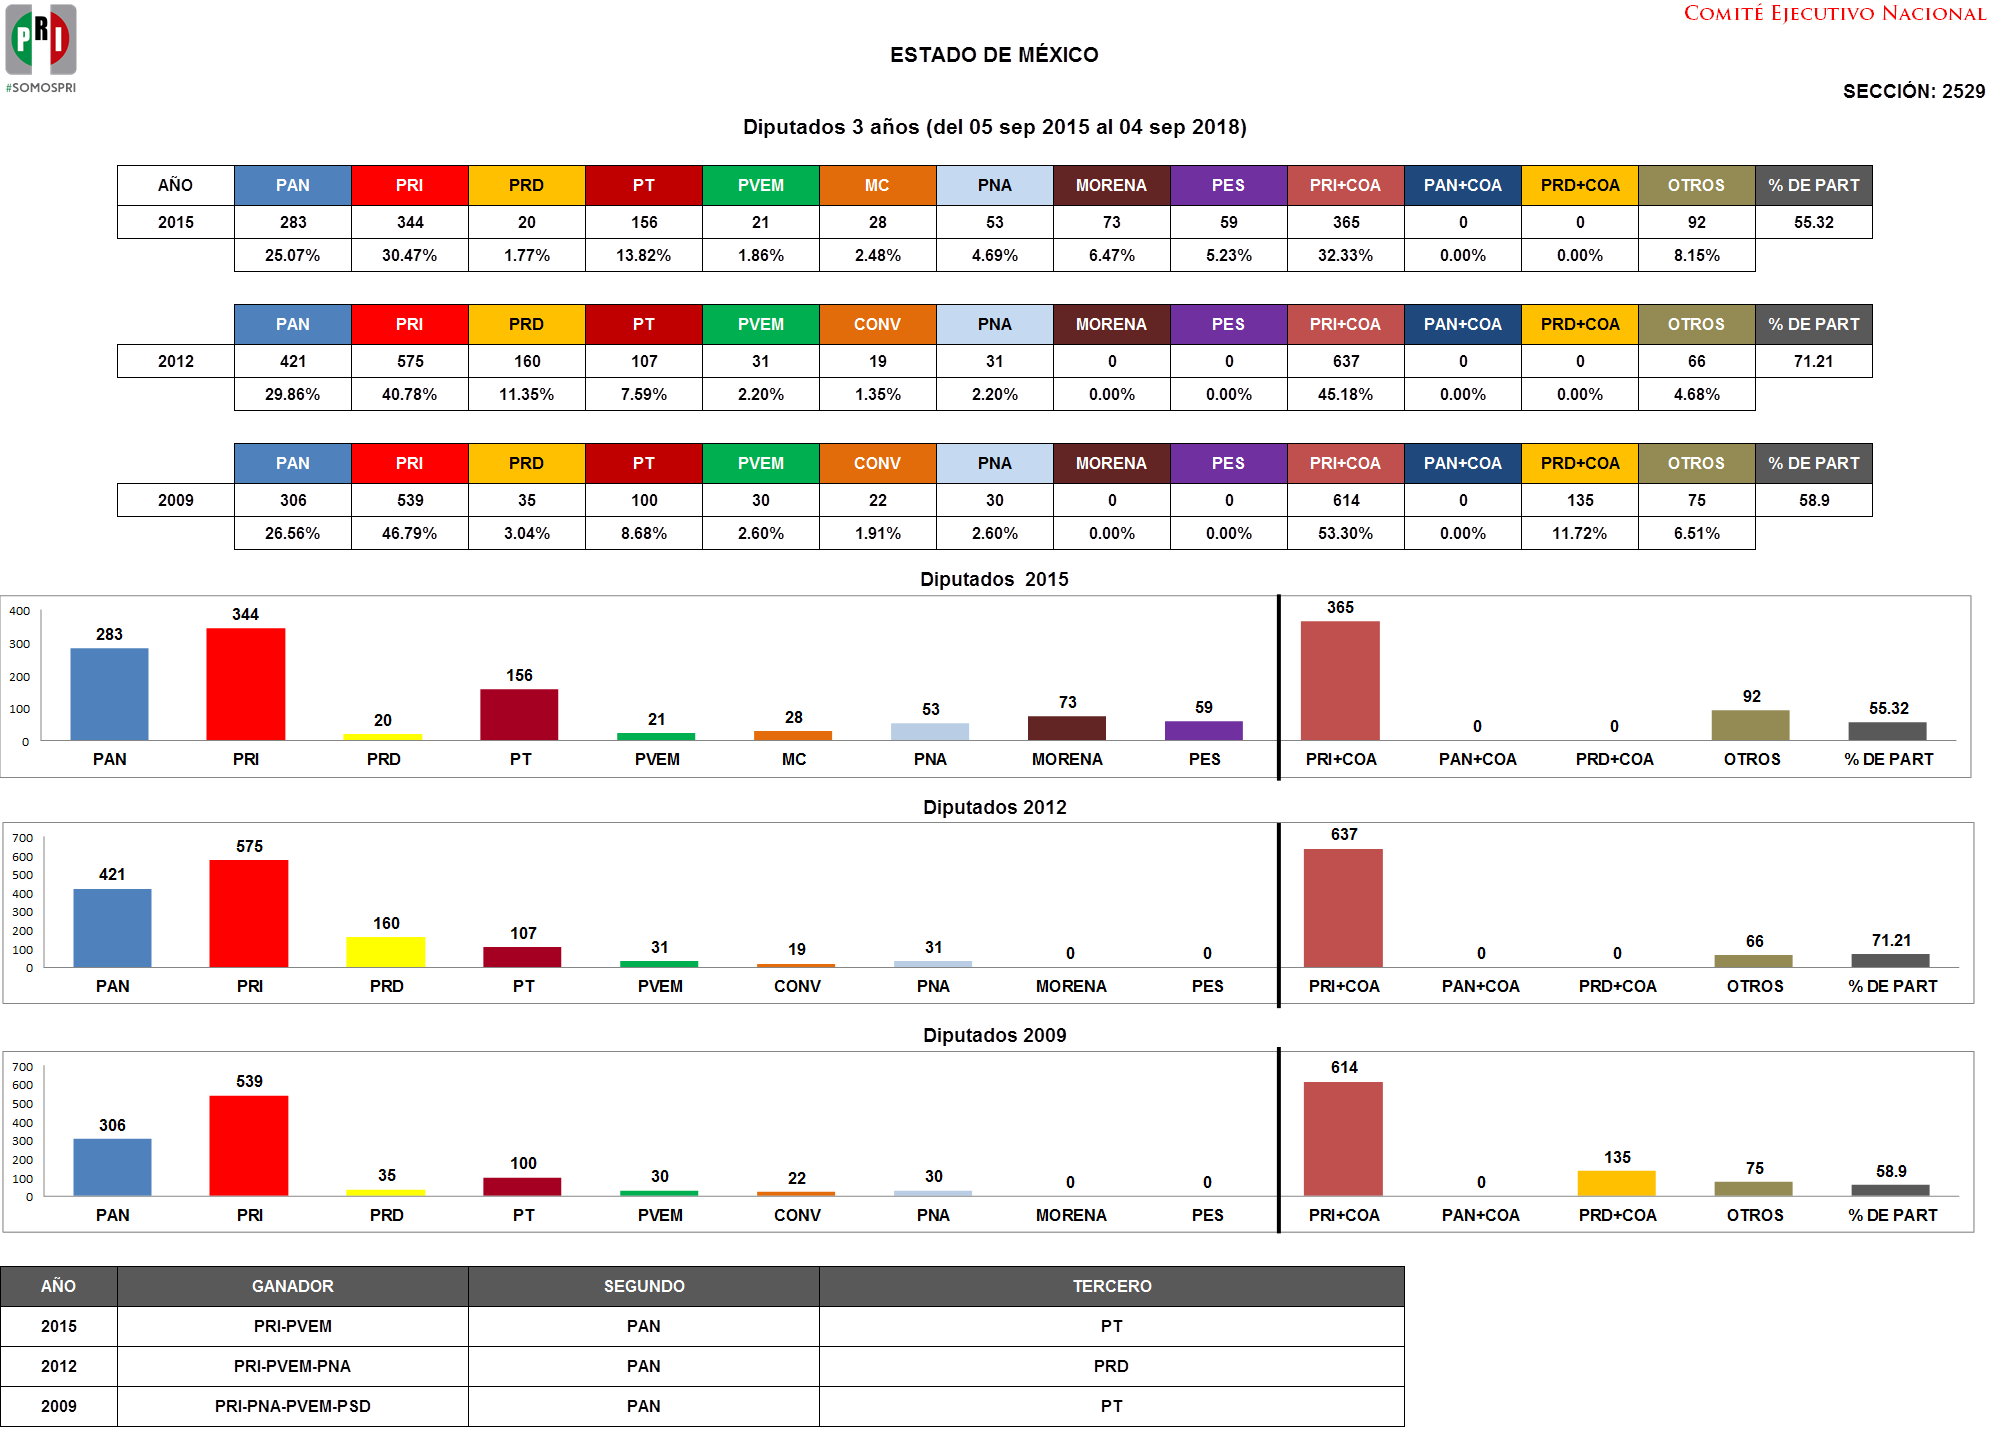 PRI
#SOMOSPRI
COMITÉ EJECUTIVO NACIONAL
ESTADO DE MÉXICO
SECCIÓN: 2529
Diputados 3 años (del 05 sep 2015 al 04 sep 2018)
AÑO PAN PRI PRD PT PVEM MC PNA MORENA PES PRI+COA PAN+COA PRD+COA OTROS % DE PART
2015 283 344 20 156 21 28 53 73 59 365 0 0 92 55.32
25.07% 30.47% 1.77% 13.82% 1.86% 2.48% 4.69% 6.47% 5.23% 32.33% 0.00% 0.00% 8.15%
PAN PRI PRD PT PVEM CONV PNA MORENA PES PRI+COA PAN+COA PRD+COA OTROS % DE PART
2012 421 575 160 107 31 19 31 0 0 637 0 0 66 71.21
29.86% 40.78% 11.35% 7.59% 2.20% 1.35% 2.20% 0.00% 0.00% 45.18% 0.00% 0.00% 4.68%
PAN PRI PRD PT PVEM CONV PNA MORENA PES PRI+COA PAN+COA PRD+COA OTROS % DE PART
2009 306 539 35 100 30 22 30 0 0 614 0 135 75 58.9
26.56% 46.79% 3.04% 8.68% 2.60% 1.91% 2.60% 0.00% 0.00% 53.30% 0.00% 11.72% 6.51%
Diputados 2015
400
300
200
100
0
283 344 20 156 21 28 53 73 59 365 0 0 92 55.32
PAN PRI PRD PT PVEM MC PNA MORENA PES PRI+COA PAN+COA PRD+COA OTROS % DE PART
Diputados 2012
700
600
500
400
300
200
100
0
421 575 160 107 31 19 31 0 0 637 0 0 66 71.21
PAN PRI PRD PT PVEM CONV PNA MORENA PES PRI+COA PAN+COA PRD+COA OTROS % DE PART
Diputados 2009
700
600
500
400
300
200
100
0
306 539 35 100 30 22 30 0 0 614 0 135 75 58.9
PAN PRI PRD PT PVEM CONV PNA MORENA PES PRI+COA PAN+COA PRD+COA OTROS % DE PART
AÑO GANADOR SEGUNDO TERCERO
2015 PRI-PVEM PAN PT
2012 PRI-PVEM-PNA PAN PRD
2009 PRI-PNA-PVEM-PSD PAN PT